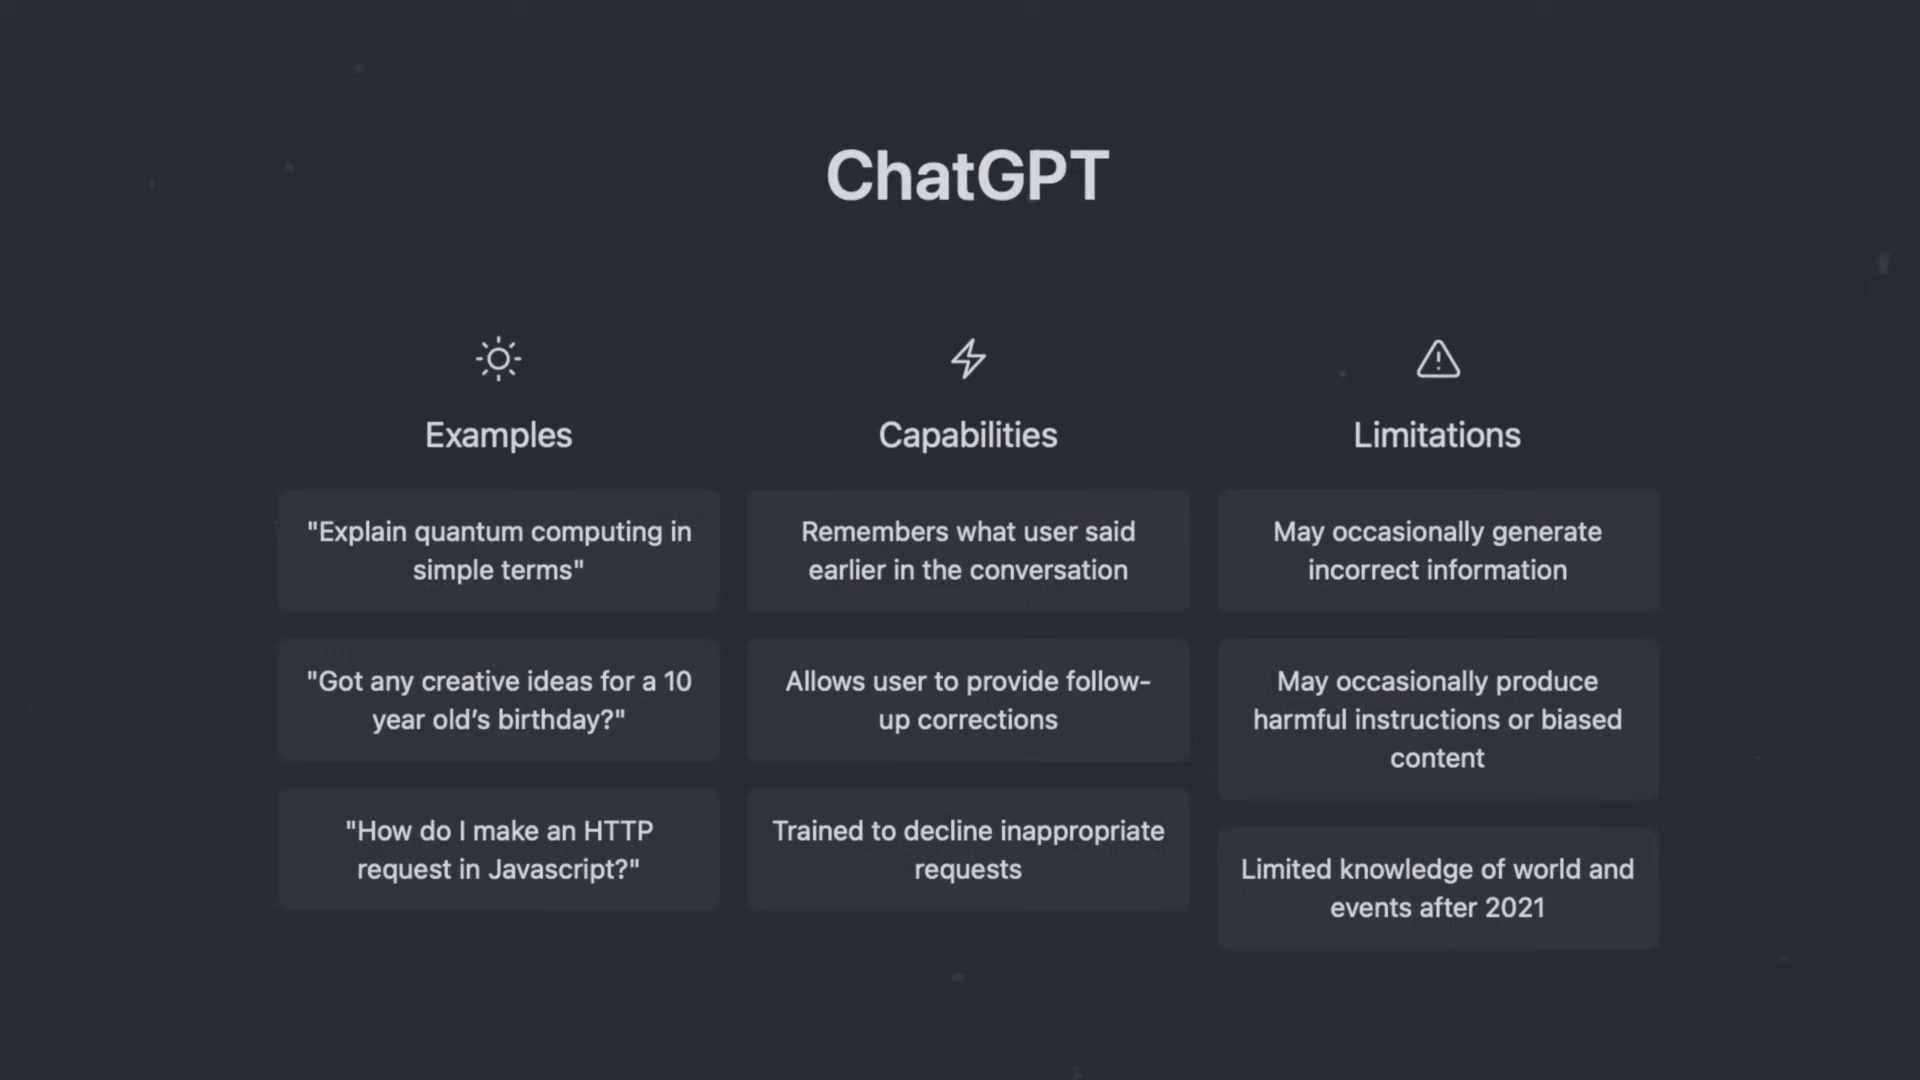 ChatGPT
Examples
"Explain quantum computing in
simple terms"
"Got any creative ideas for a 10
year old’s birthday?"
"How do I make an HTTP
request in Javascript?"
Capabilities
Remembers what user said
earlier in the conversation
Allows user to provide follow-
up corrections
Trained to decline inappropriate
requests
Limitations
May occasionally generate
incorrect information
May occasionally produce
harmful instructions or biased
content
Limited knowledge of world and
events after 2021